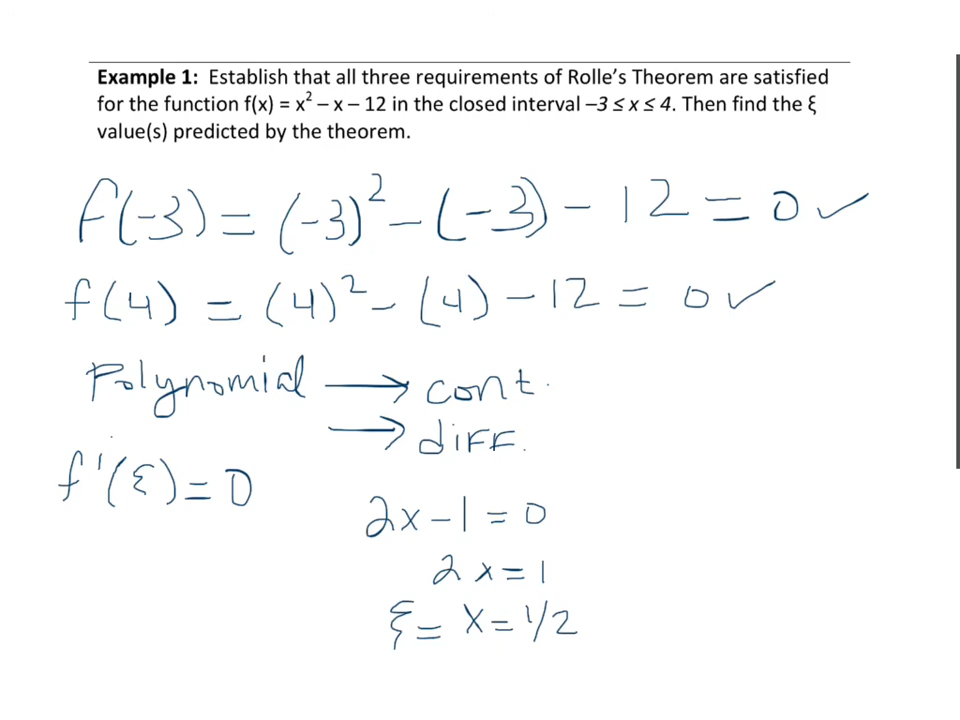 Example 1: Establish that all three requirements of Rolle's Theorem are satisfied
for the function f(x) = x² – x – 12 in the closed interval –3 ≤ x ≤ 4. Then find the ξ
value(s) predicted by the theorem.
f(-3) = (-3)² - (-3) - 12 = 0 ✓
f(4) = (4)² - (4) - 12 = 0 ✓
Polynomial → cont.
→ diff.
f'(ξ) = 0
2x - 1 = 0
2x = 1
ξ = x = 1/2